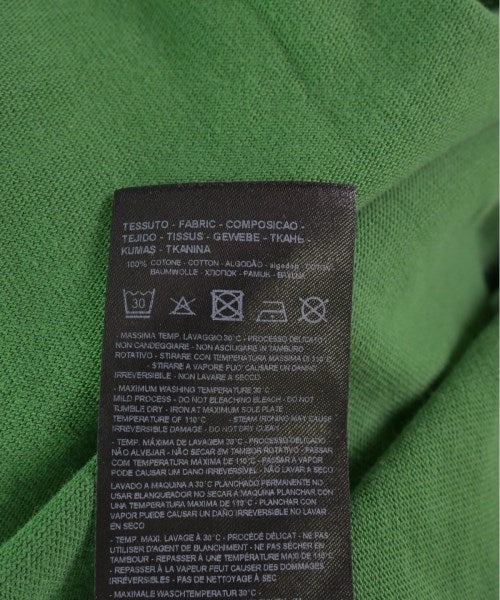 TESSUTO - FABRIC - COMPOSICAO -
TEJIDO - TISSUS - GEWEBE - ТКАНЬ
KUMAS - TKANINA
100% COTONE - COTTON - ALGODÃO - algodon - COTON
BAUMWOLLE - ХЛОПОК - PAMUK - BAWLNA
30
- MASSIMA TEMP. LAVAGGIO 30°C - PROCESSO DELICATO
NON CANDEGGIARE - NON ASCIUGARE IN TAMBURO
ROTATIVO - STIRARE CON TEMPERATURA MASSIMA DI 110°C
- STIRARE A VAPORE PUO' CAUSARE UN DANNO
IRREVERSIBILE - NON LAVARE A SECCO
- MAXIMUM WASHING TEMPERATURE 30°C
MILD PROCESS - DO NOT BLEACHING BLEACH - DO NOT
TUMBLE DRY - IRON AT MAXIMUM SOLE PLATE
TEMPERATURE OF 110°C - STEAM IRONING MAY CAUSE
IRREVERSIBLE DAMAGE - DO NOT DRY CLEAN
- TEMP. MÁXIMA DE LAVAGEM 30°C - PROCESSO DELICADO
NÃO ALVEJAR - NÃO SECAR EM TAMBOR ROTATIVO - PASSAR
COM TEMPERATURA MÁXIMA DE 110°C - PASSAR A VAPOR
PODE CAUSAR UM DANO IRREVERSÍVEL - NÃO LAVAR A SECO
LAVADO A MAQUINA A 30°C PLANCHADO PERMANENTE NO
USAR BLANQUEADOR NO SECAR A MAQUINA PLANCHAR CON
UNA TEMPERATURA MAXIMA DE 110°C - PLANCHAR CON VAPOR
PUEDE CAUSAR UN DAÑO IRREVERSIBLE NO LAVAR
EN SECO
- TEMP. MAXI. LAVAGE À 30°C - PROCÉDÉ DÉLICAT - NE PAS
UTILISER D'AGENT DE BLANCHIMENT - NE PAS SÉCHER EN
TAMBOUR - REPASSER À UNE TEMPÉRATURE MAXI DE 110°C
- REPASSER À LA VAPEUR PEUT CAUSER DES DOMMAGES
IRRÉVERSIBLES - PAS DE NETTOYAGE À SEC
- MAXIMALE WASCHTEMPERATUR 30°C -